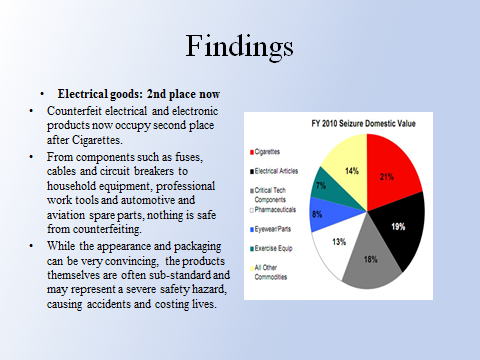 Findings
• Electrical goods: 2nd place now
• Counterfeit electrical and electronic
products now occupy second place
after Cigarettes.
• From components such as fuses,
cables and circuit breakers to
household equipment, professional
work tools and automotive and
aviation spare parts, nothing is safe
from counterfeiting.
• While the appearance and packaging
can be very convincing, the products
themselves are often sub-standard and
may represent a severe safety hazard,
causing accidents and costing lives.
FY 2010 Seizure Domestic Value
Cigarettes
Electrical Articles
Critical Tech
Components
Pharmaceuticals
Eyewear/Parts
Exercise Equip
All Other
Commodities
21%
19%
18%
13%
8%
7%
14%